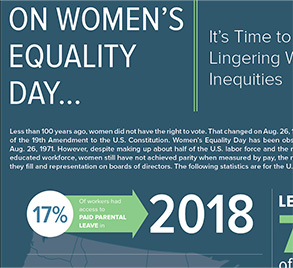 ON WOMEN'S
EQUALITY
DAY...
It's Time to
Lingering W
Inequities
Less than 100 years ago, women did not have the right to vote. That changed on Aug. 26, 1
of the 19th Amendment to the U.S. Constitution. Women's Equality Day has been obs
Aug. 26, 1971. However, despite making up about half of the U.S. labor force and the m
educated workforce, women still have not achieved parity when measured by pay, the r
they fill and representation on boards of directors. The following statistics are for the U.
17%
Of workers had
access to
PAID PARENTAL
LEAVE in
2018
LE
7
of